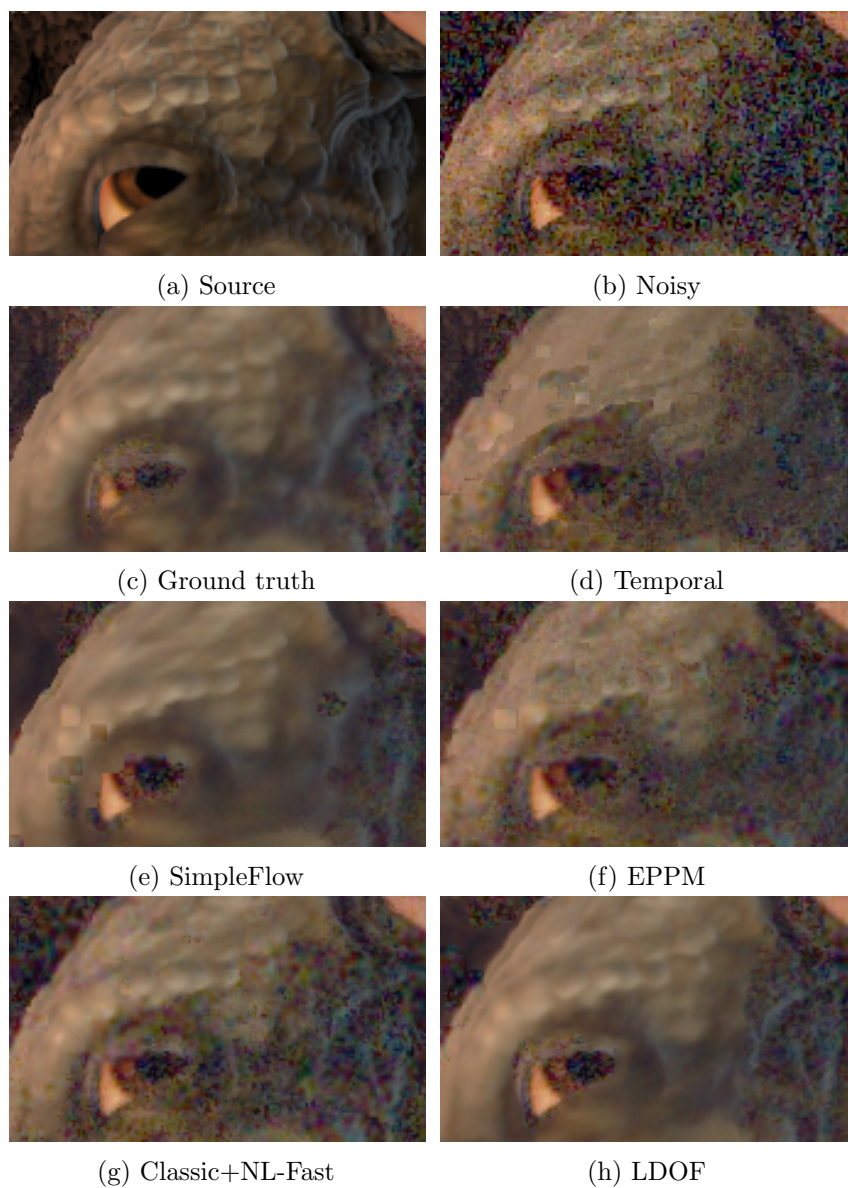 (a) Source
(b) Noisy
(c) Ground truth
(d) Temporal
(e) SimpleFlow
(f) EPPM
(g) Classic+NL-Fast
(h) LDOF